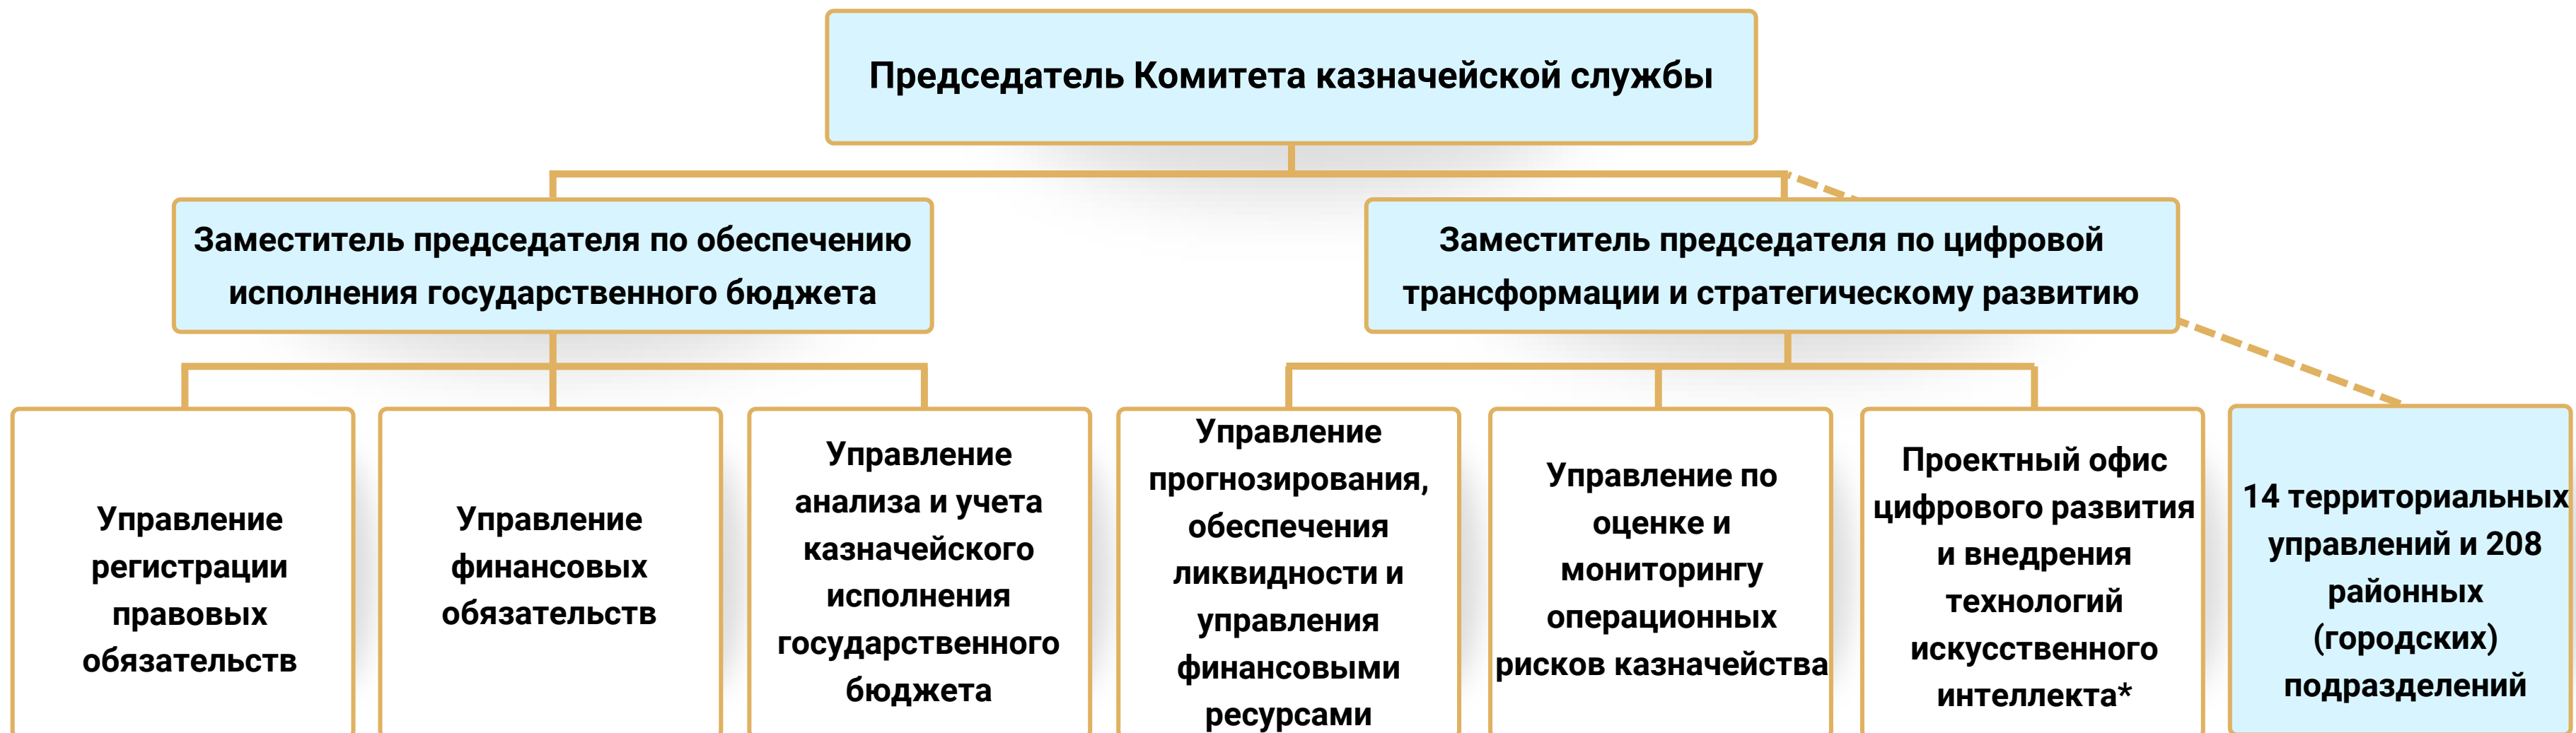 Председатель Комитета казначейской службы
Заместитель председателя по обеспечению
исполнения государственного бюджета
Заместитель председателя по цифровой
трансформации и стратегическому развитию
Управление
регистрации
правовых
обязательств
Управление
финансовых
обязательств
Управление
анализа и учета
казначейского
исполнения
государственного
бюджета
Управление
прогнозирования,
обеспечения
ликвидности и
управления
финансовыми
ресурсами
Управление по
оценке и
мониторингу
операционных
рисков казначейства
Проектный офис
цифрового развития
и внедрения
технологий
искусственного
интеллекта*
14 территориальных
управлений и 208
районных
(городских)
подразделений